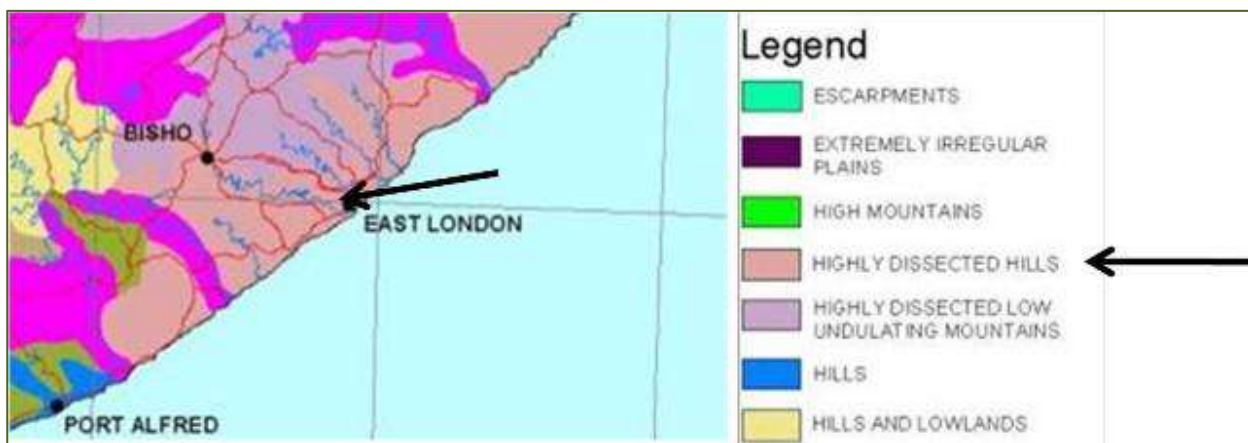 BISHO
EAST LONDON
PORT ALFRED
Legend
ESCARPMENTS
EXTREMELY IRREGULAR
PLAINS
HIGH MOUNTAINS
HIGHLY DISSECTED HILLS
HIGHLY DISSECTED LOW
UNDULATING MOUNTAINS
HILLS
HILLS AND LOWLANDS